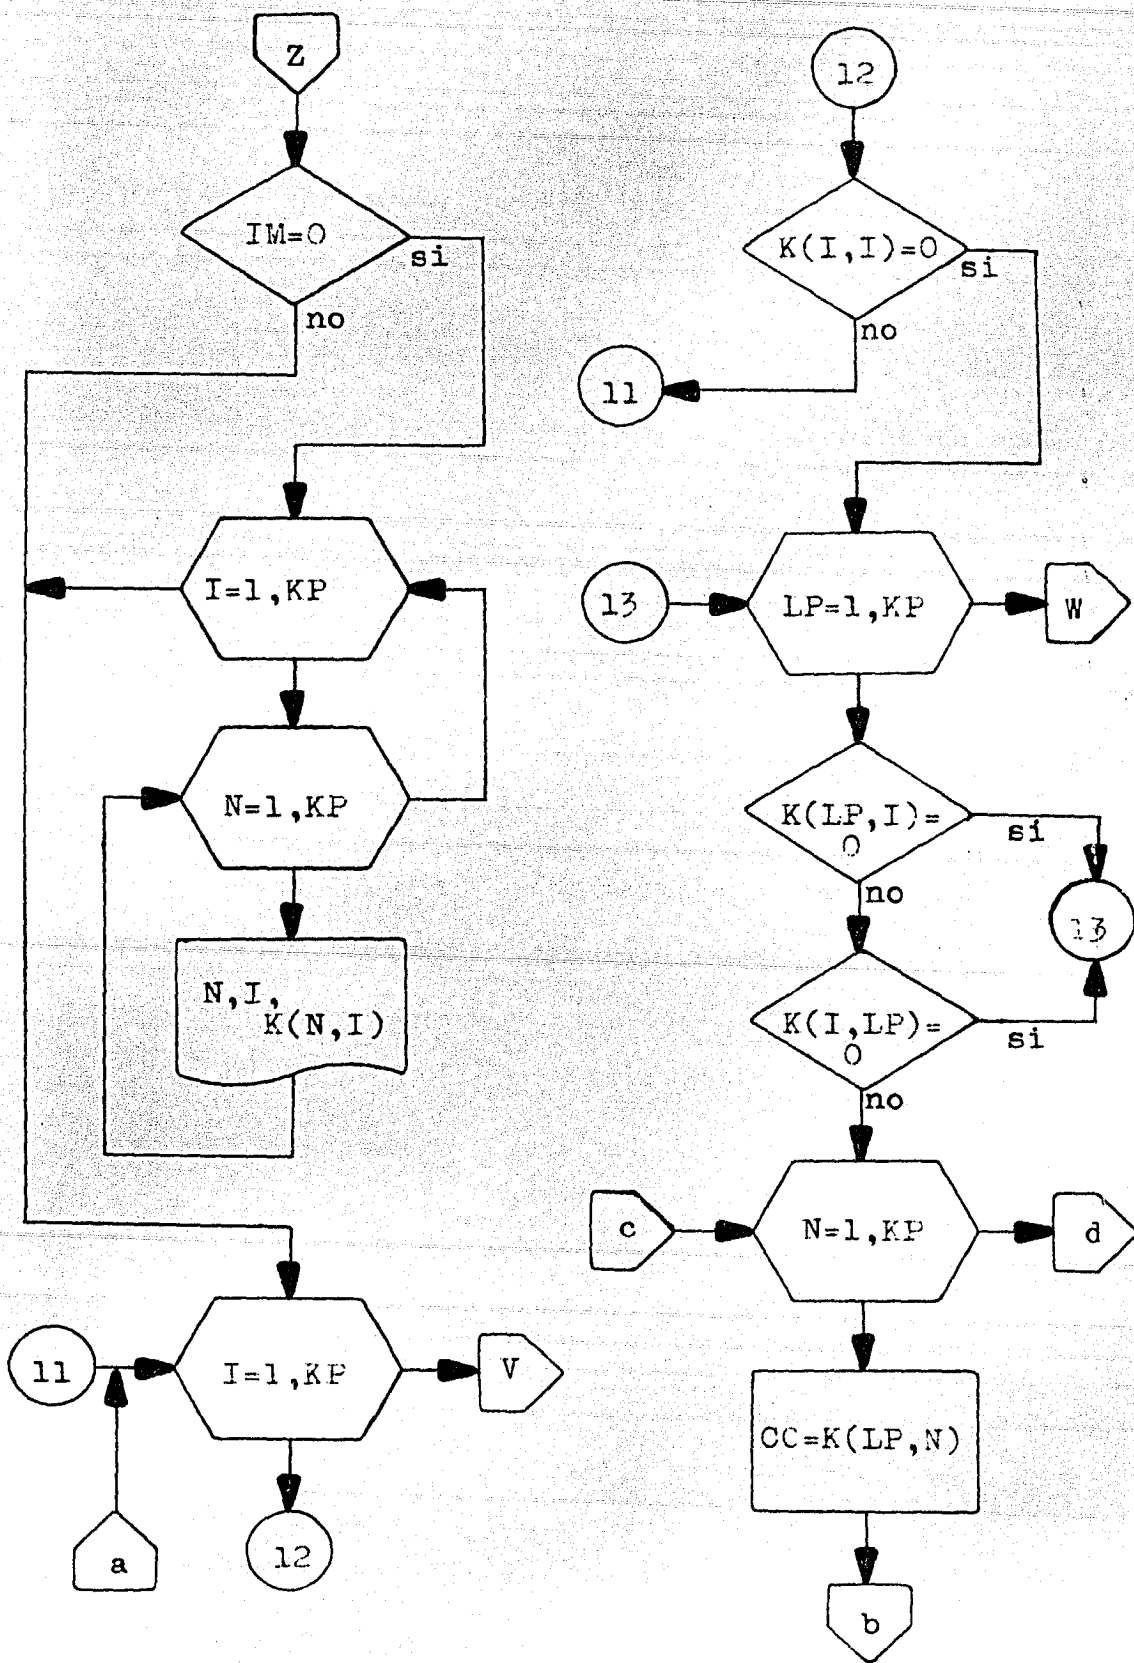 Z
IM=0
si
no
I=1,KP
N=1,KP
N,I,
K(N,I)
11
I=1,KP
V
a
12
12
K(I,I)=0
si
no
11
13
LP=1,KP
W
K(LP,I)=
0
si
no
13
K(I,LP)=
0
si
no
c
N=1,KP
d
CC=K(LP,N)
b